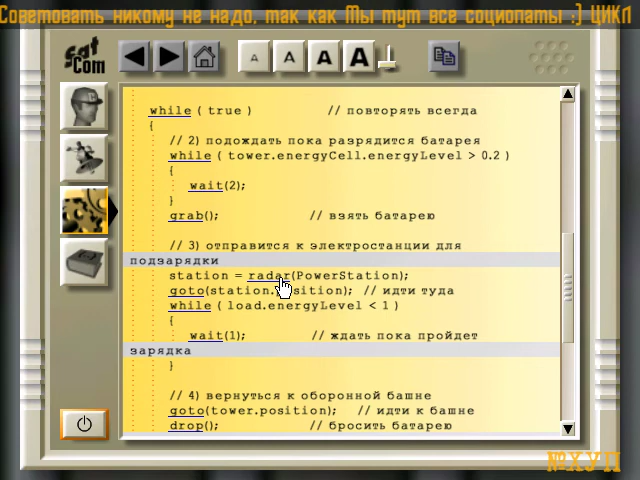 Советовать никому не надо, так как Мы тут все социопаты :] ЦИКЛ
sat
Com
A A A A
while ( true ) // повторять всегда
{
// 2) подождать пока разрядится батарея
while ( tower.energyCell.energyLevel > 0.2 )
{
wait(2);
}
grab(); // взять батарею
// 3) отправится к электростанции для
подзарядки
station = radar(PowerStation);
goto(station. sition); // идти туда
while ( load.energyLevel < 1 )
{
wait(1); // ждать пока пройдет
зарядка
}
// 4) вернуться к оборонной башне
goto(tower.position); // идти к башне
drop(); // бросить батарею
№ХУП